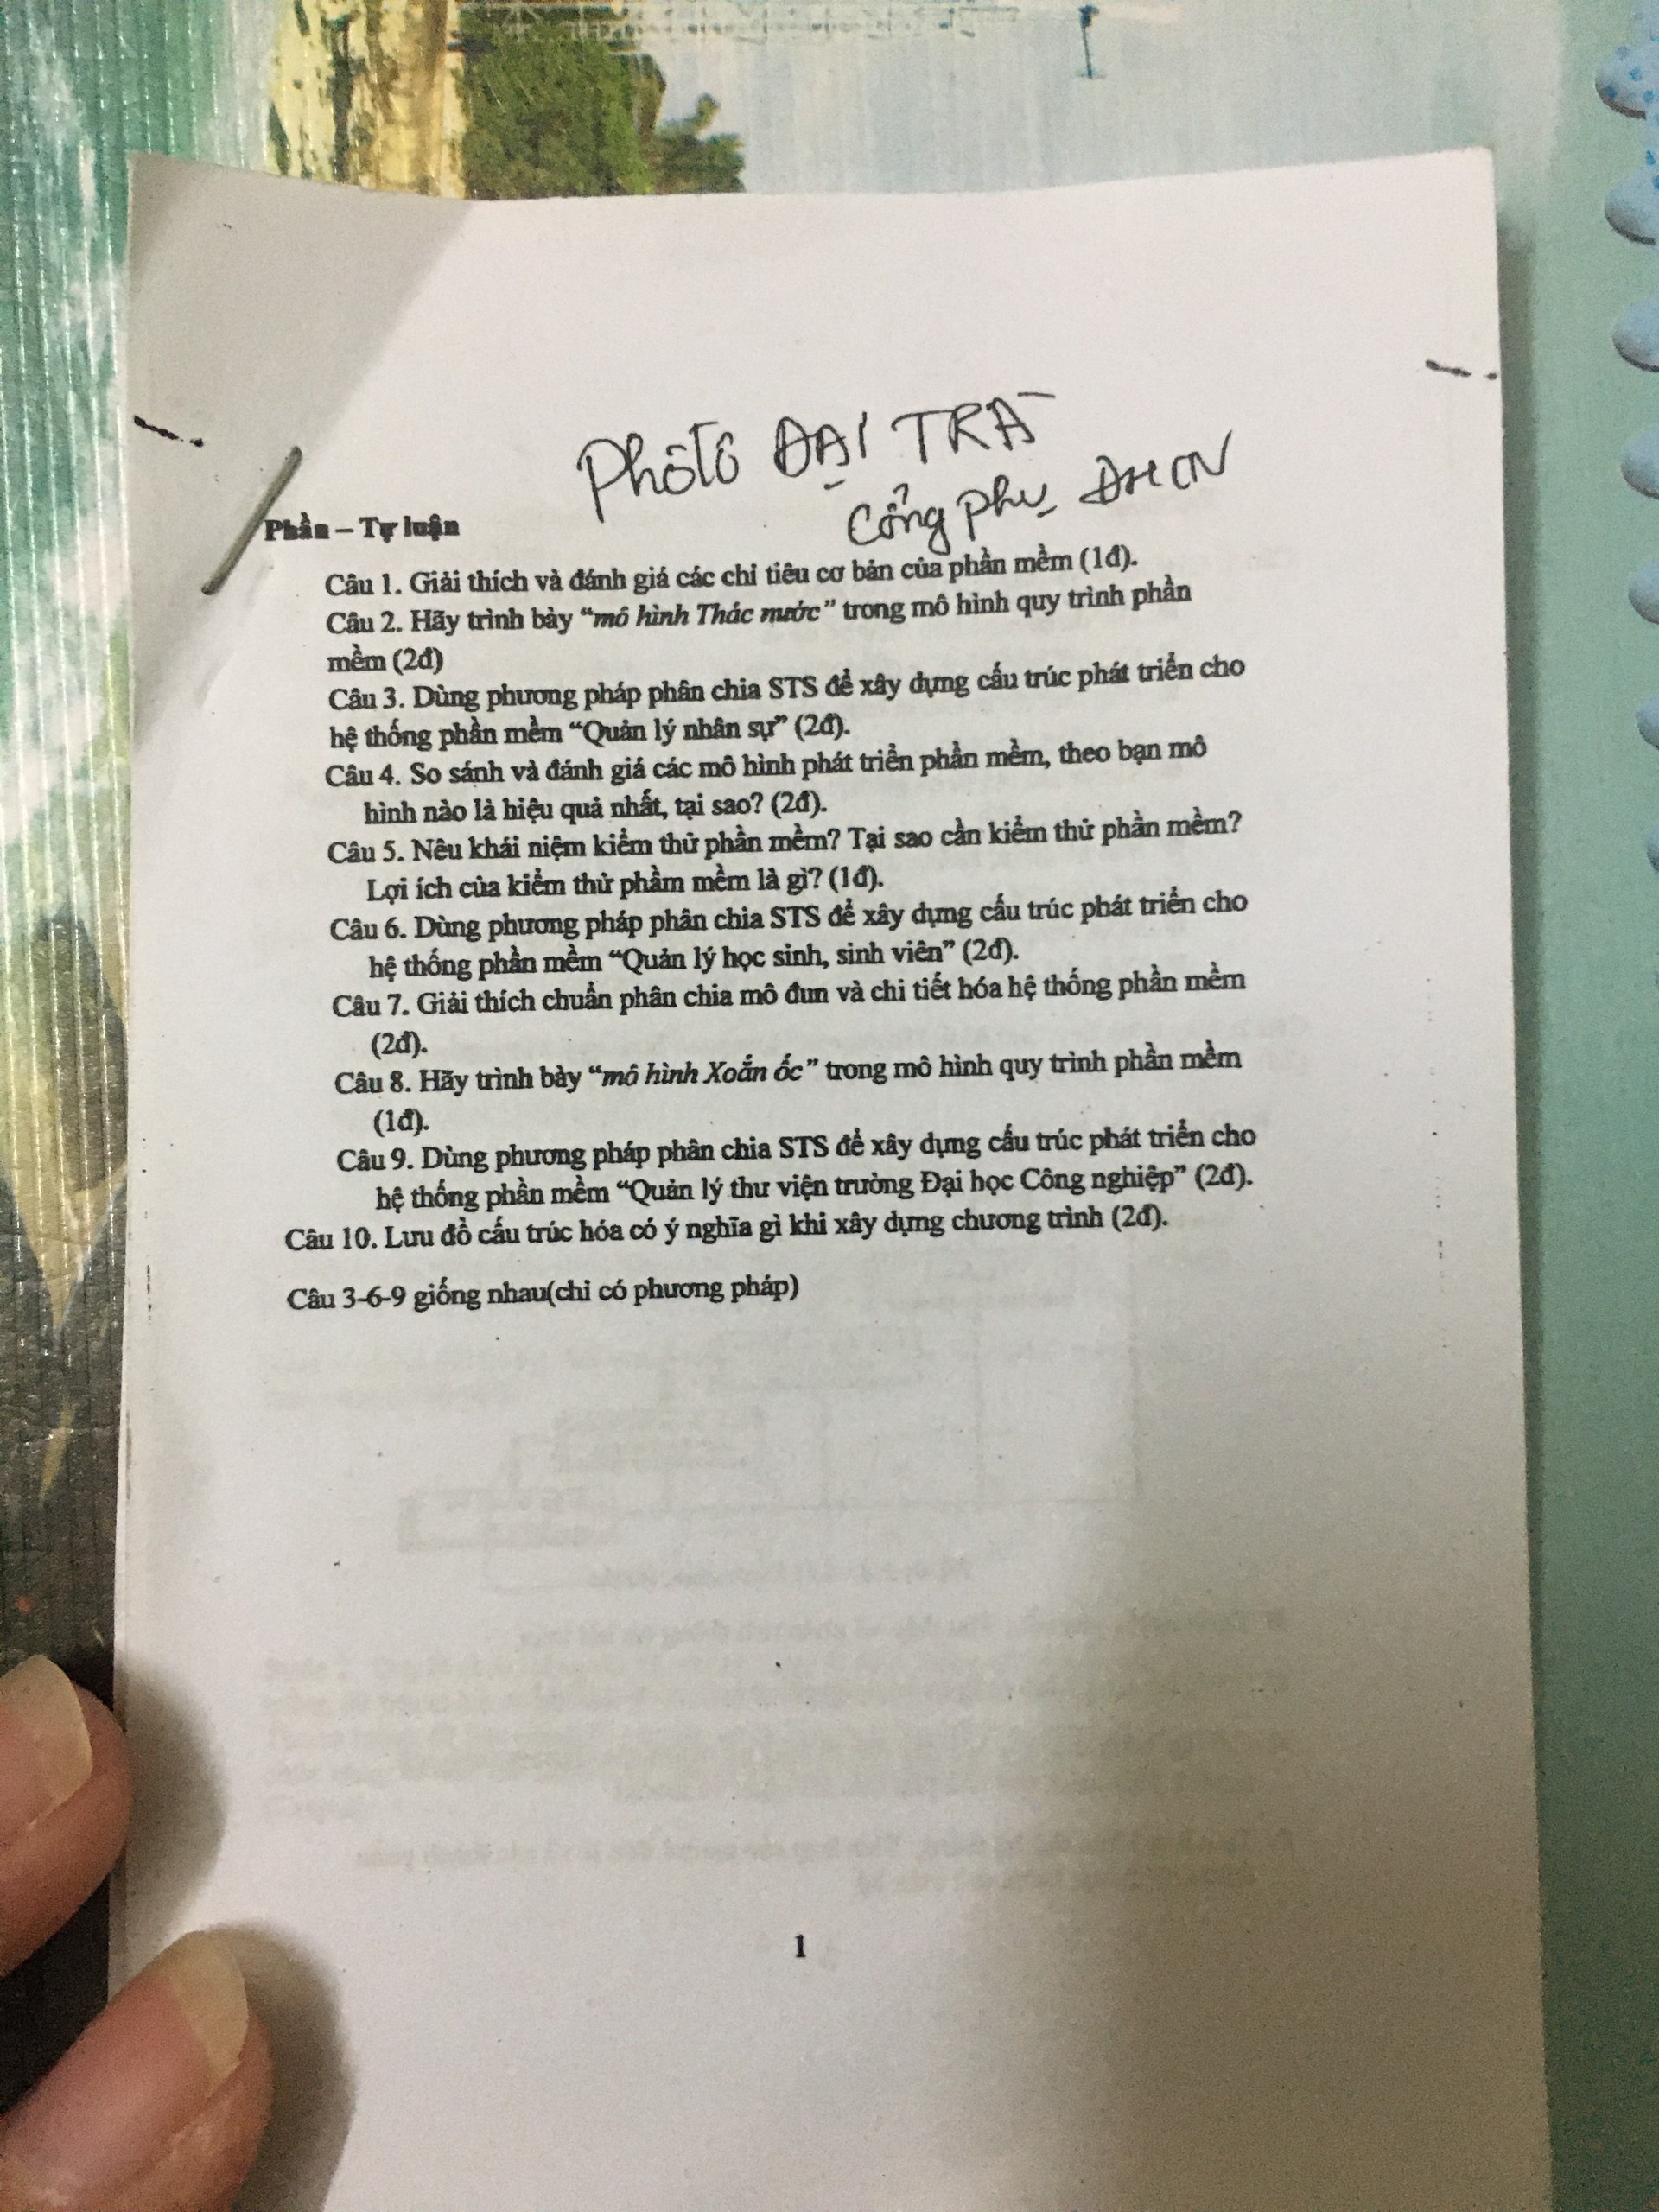 Phôtô ĐẠI TRÀ
Cổng phụ ĐHCN
Phần – Tự luận
Câu 1. Giải thích và đánh giá các chỉ tiêu cơ bản của phần mềm (1đ).
Câu 2. Hãy trình bày “mô hình Thác nước” trong mô hình quy trình phần
mềm (2đ)
Câu 3. Dùng phương pháp phân chia STS để xây dựng cấu trúc phát triển cho
hệ thống phần mềm “Quản lý nhân sự” (2đ).
Câu 4. So sánh và đánh giá các mô hình phát triển phần mềm, theo bạn mô
hình nào là hiệu quả nhất, tại sao? (2đ).
Câu 5. Nêu khái niệm kiểm thử phần mềm? Tại sao cần kiểm thử phần mềm?
Lợi ích của kiểm thử phầm mềm là gì? (1đ).
Câu 6. Dùng phương pháp phân chia STS để xây dựng cấu trúc phát triển cho
hệ thống phần mềm “Quản lý học sinh, sinh viên” (2đ).
Câu 7. Giải thích chuẩn phân chia mô đun và chi tiết hóa hệ thống phần mềm
(2đ).
Câu 8. Hãy trình bày “mô hình Xoắn ốc” trong mô hình quy trình phần mềm
(1đ).
Câu 9. Dùng phương pháp phân chia STS để xây dựng cấu trúc phát triển cho
hệ thống phần mềm “Quản lý thư viện trường Đại học Công nghiệp” (2đ).
Câu 10. Lưu đồ cấu trúc hóa có ý nghĩa gì khi xây dựng chương trình (2đ).
Câu 3-6-9 giống nhau(chỉ có phương pháp)
1